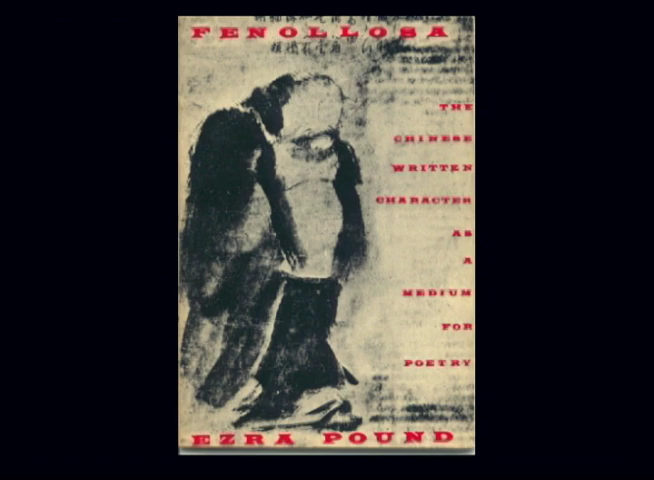 FENOLLOSA
THE
CHINESE
WRITTEN
CHARACTER
AS
A
MEDIUM
FOR
POETRY
EZRA POUND